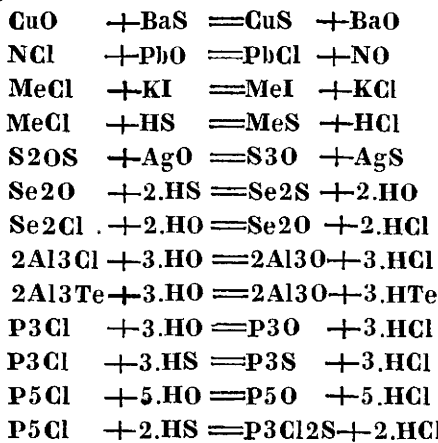 CuO +BaS =CuS +BaO
NCl +PbO =PbCl +NO
MeCl +KI =MeI +KCl
MeCl +HS =MeS +HCl
S2OS +AgO =S3O +AgS
Se2O +2.HS =Se2S +2.HO
Se2Cl .+2.HO =Se2O +2.HCl
2Al3Cl +3.HO =2Al3O+3.HCl
2Al3Te+3.HO =2Al3O+3.HTe
P3Cl +3.HO =P3O +3.HCl
P3Cl +3.HS =P3S +3.HCl
P5Cl +5.HO =P5O +5.HCl
P5Cl +2.HS =P3Cl2S+2.HCl